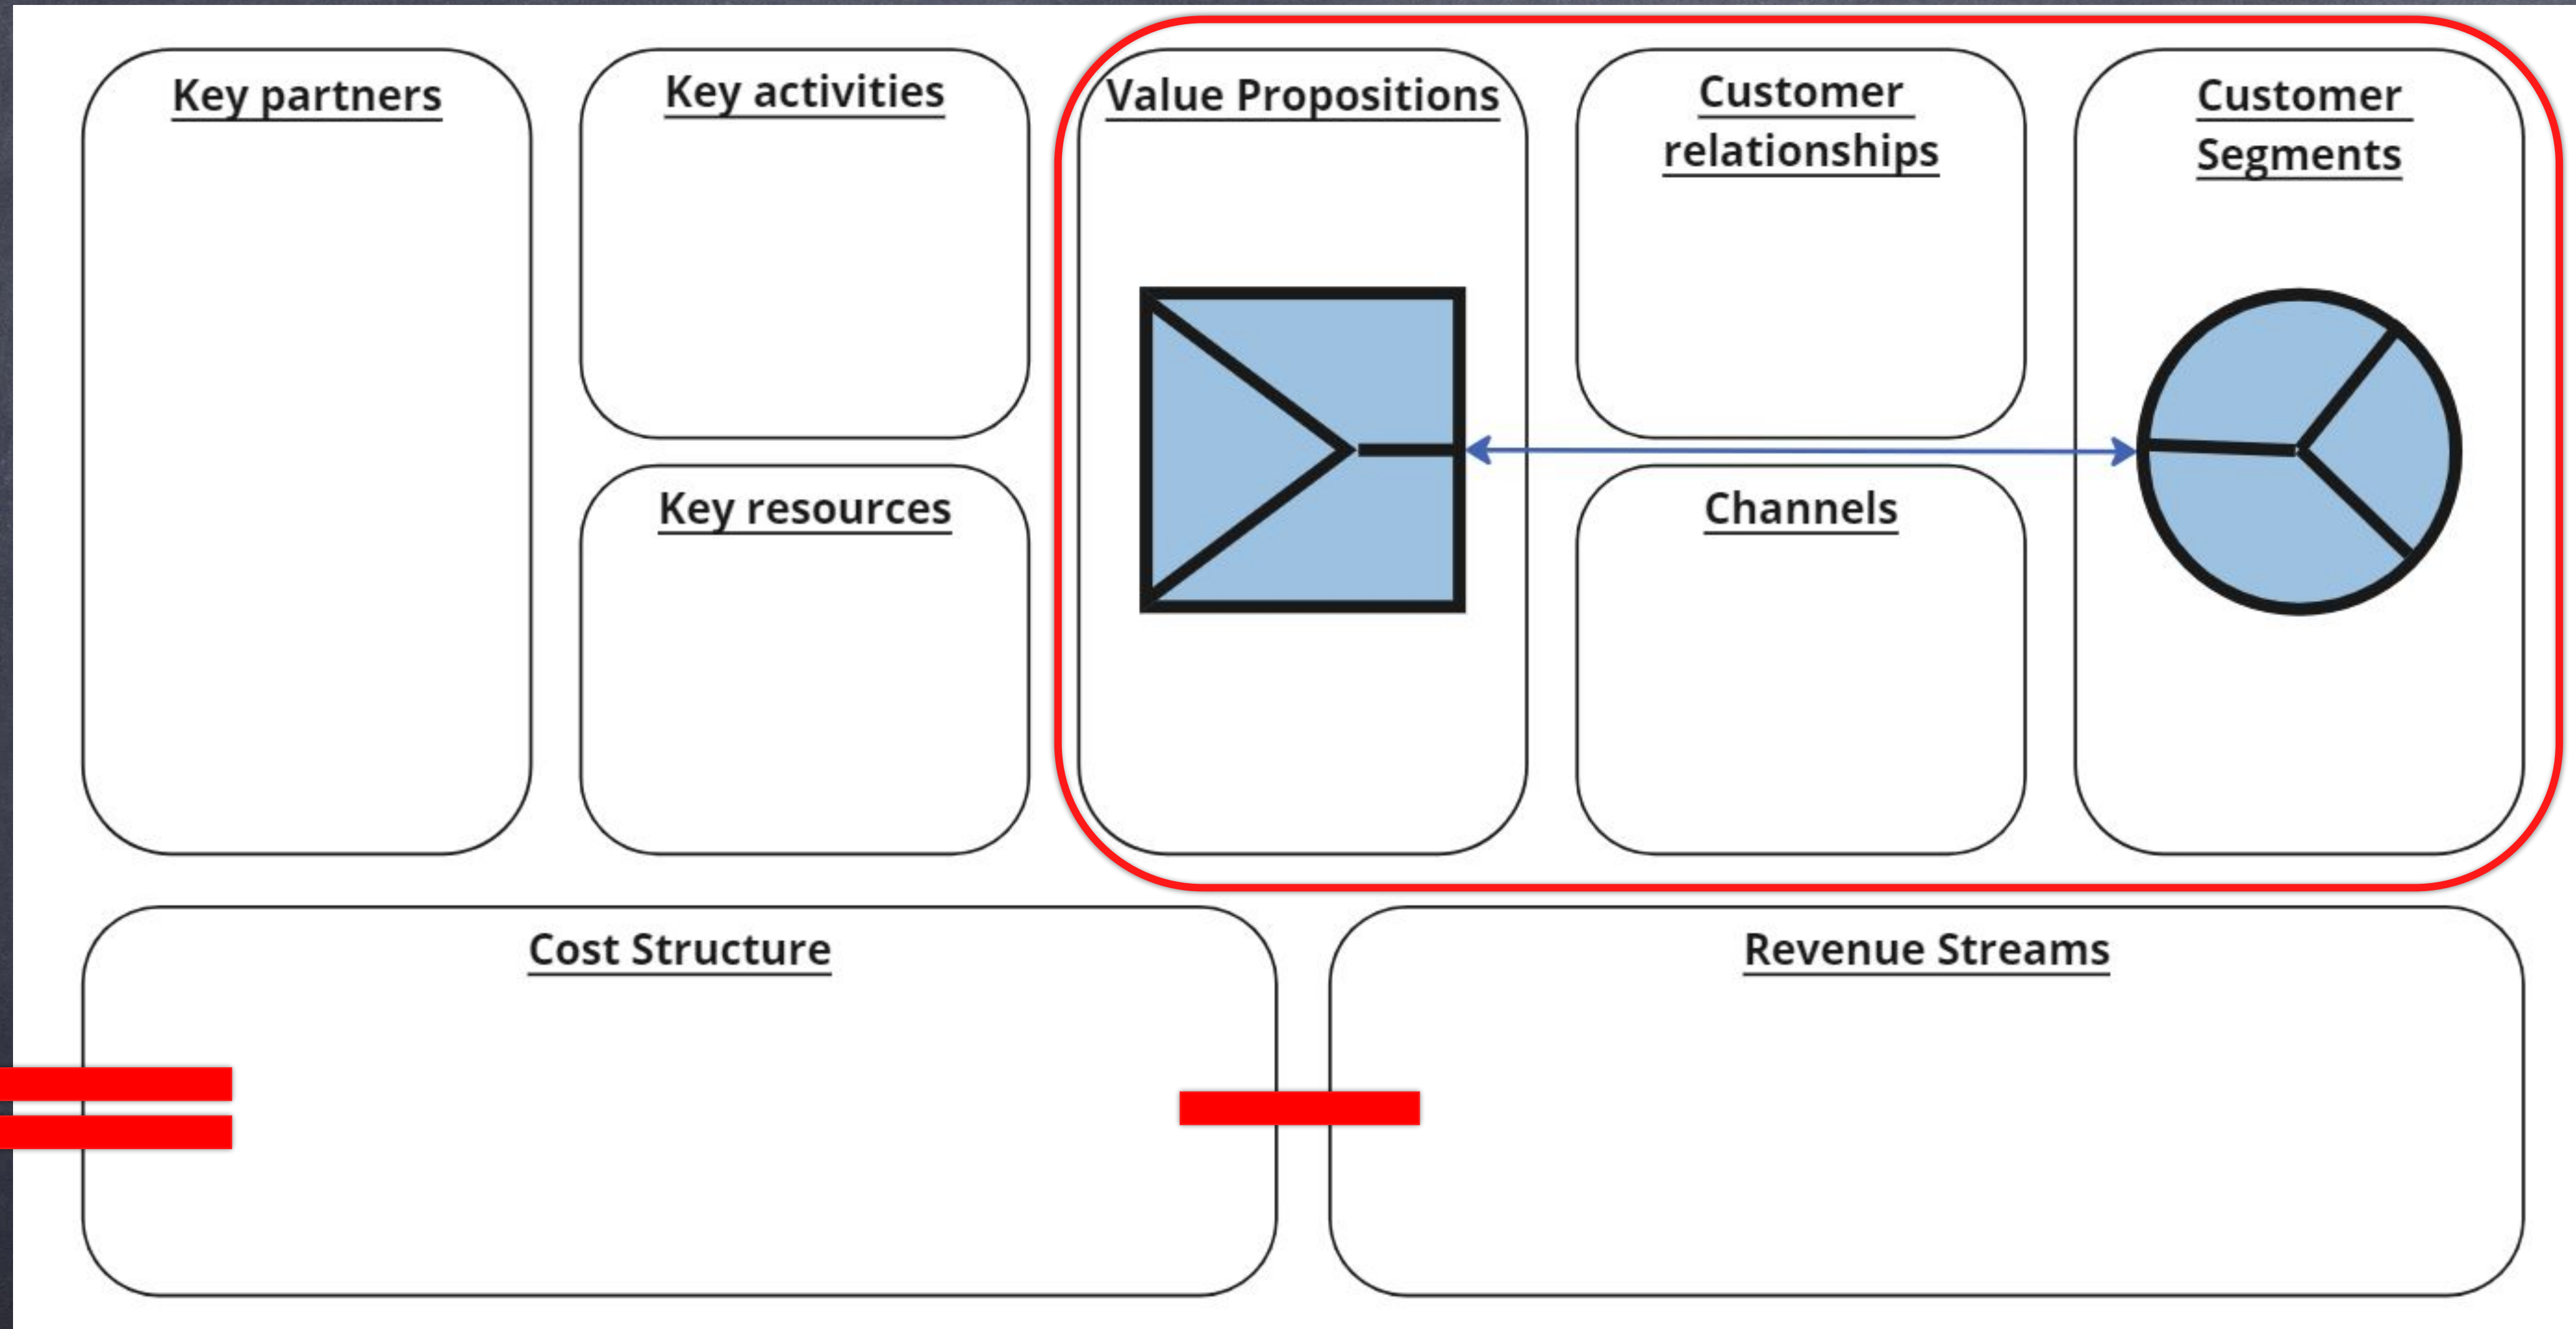 Key partners
Key activities
Key resources
Value Propositions
Customer
relationships
Channels
Customer
Segments
Cost Structure
Revenue Streams